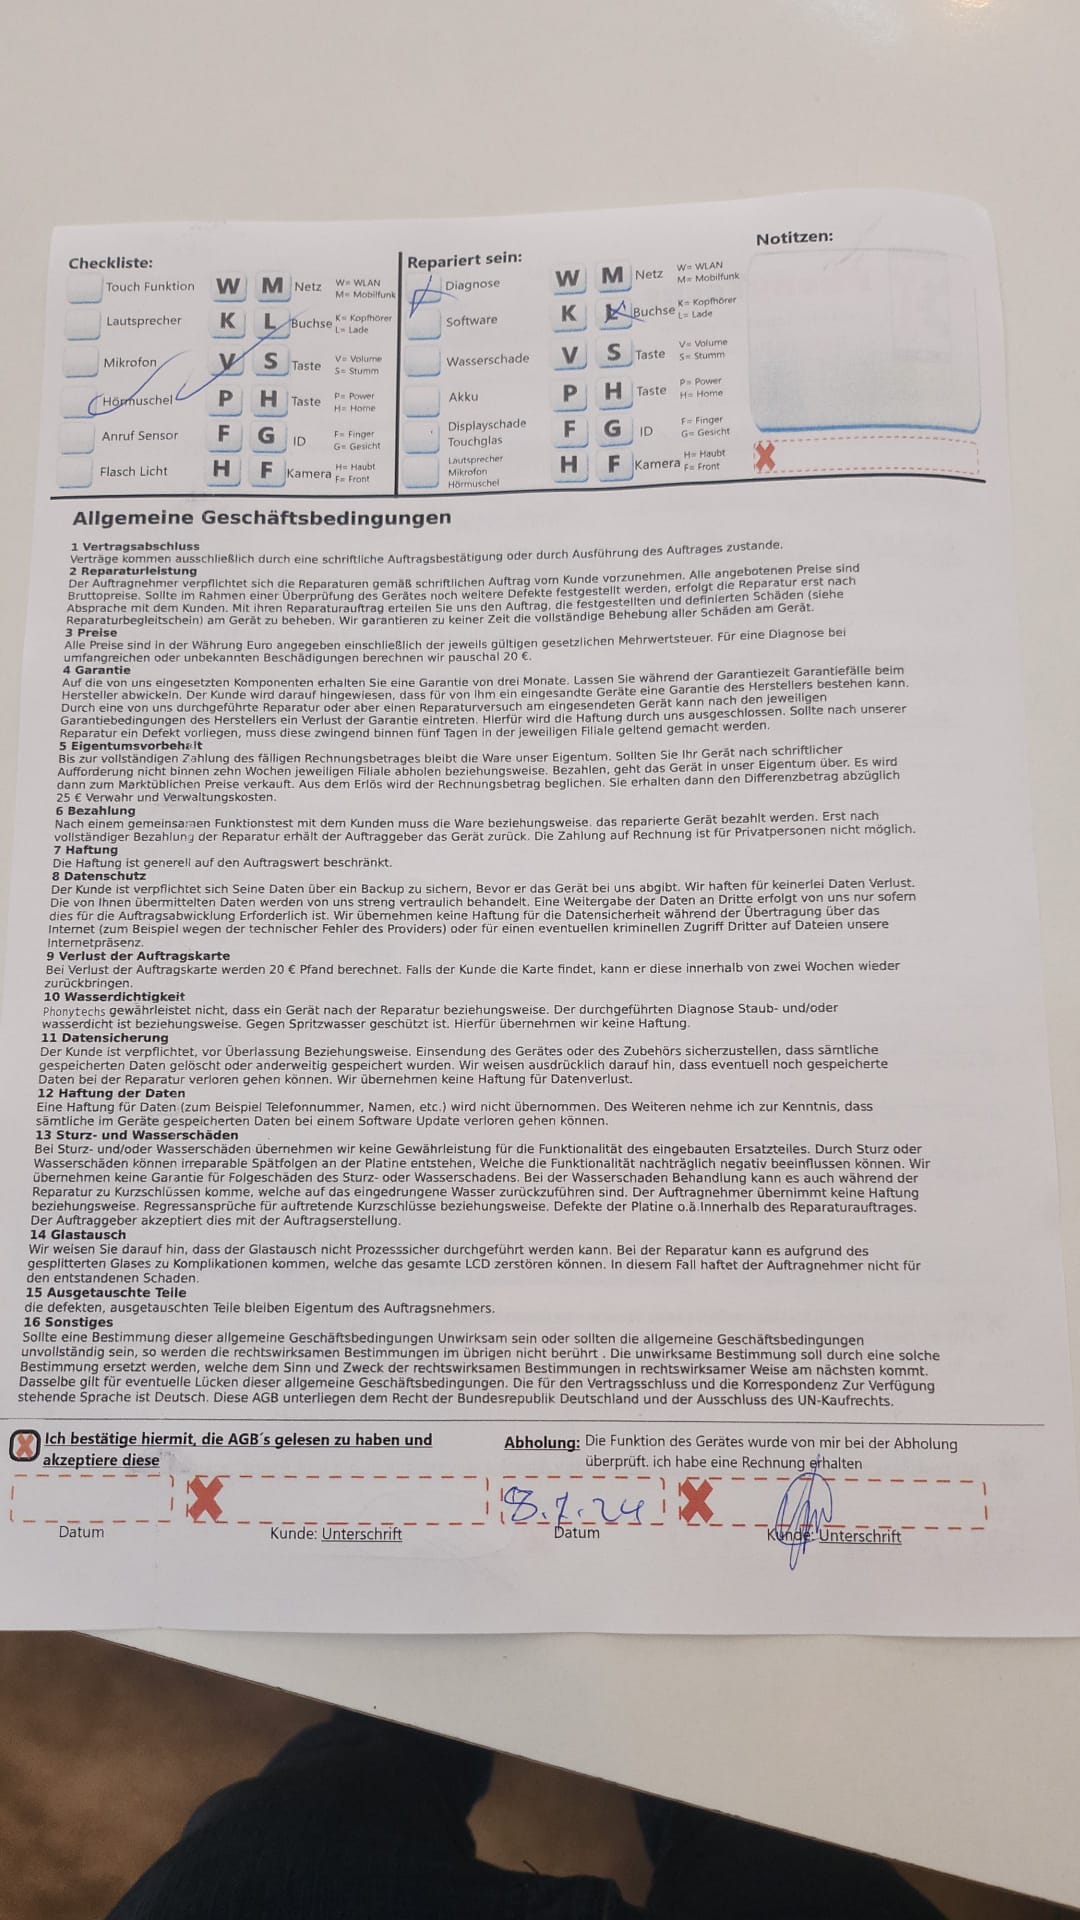 Checkliste:
Touch Funktion W M Netz W= WLAN
M= Mobilfunk
Lautsprecher K L Buchse K= Kopfhörer
L= Lade
Mikrofon V S Taste V= Volume
S= Stumm
Hörmuschel P H Taste P= Power
H= Home
Anruf Sensor F G ID F= Finger
G= Gesicht
Flasch Licht H F Kamera H= Haubt
F= Front
Repariert sein:
Diagnose W M Netz W= WLAN
M= Mobilfunk
Software K L Buchse K= Kopfhörer
L= Lade
Wasserschade V S Taste V= Volume
S= Stumm
Akku P H Taste P= Power
H= Home
Displayschade
Touchglas F G ID F= Finger
G= Gesicht
Lautsprecher
Mikrofon
Hörmuschel H F Kamera H= Haubt
F= Front
Notitzen:
Allgemeine Geschäftsbedingungen
1 Vertragsabschluss
Verträge kommen ausschließlich durch eine schriftliche Auftragsbestätigung oder durch Ausführung des Auftrages zustande.
2 Reparaturleistung
Der Auftragnehmer verpflichtet sich die Reparaturen gemäß schriftlichen Auftrag vom Kunde vorzunehmen. Alle angebotenen Preise sind
Bruttopreise. Sollte im Rahmen einer Überprüfung des Gerätes noch weitere Defekte festgestellt werden, erfolgt die Reparatur erst nach
Absprache mit dem Kunden. Mit ihren Reparaturauftrag erteilen Sie uns den Auftrag, die festgestellten und definierten Schäden (siehe
Reparaturbegleitschein) am Gerät zu beheben. Wir garantieren zu keiner Zeit die vollständige Behebung aller Schäden am Gerät.
3 Preise
Alle Preise sind in der Währung Euro angegeben einschließlich der jeweils gültigen gesetzlichen Mehrwertsteuer. Für eine Diagnose bei
umfangreichen oder unbekannten Beschädigungen berechnen wir pauschal 20 €.
4 Garantie
Auf die von uns eingesetzten Komponenten erhalten Sie eine Garantie von drei Monate. Lassen Sie während der Garantiezeit Garantiefälle beim
Hersteller abwickeln. Der Kunde wird darauf hingewiesen, dass für von Ihm ein eingesandte Geräte eine Garantie des Herstellers bestehen kann.
Durch eine von uns durchgeführte Reparatur oder aber einen Reparaturversuch am eingesendeten Gerät kann nach den jeweiligen
Garantiebedingungen des Herstellers ein Verlust der Garantie eintreten. Hierfür wird die Haftung durch uns ausgeschlossen. Sollte nach unserer
Reparatur ein Defekt vorliegen, muss diese zwingend binnen fünf Tagen in der jeweiligen Filiale geltend gemacht werden.
5 Eigentumsvorbehalt
Bis zur vollständigen Zahlung des fälligen Rechnungsbetrages bleibt die Ware unser Eigentum. Sollten Sie Ihr Gerät nach schriftlicher
Aufforderung nicht binnen zehn Wochen jeweiligen Filiale abholen beziehungsweise. Bezahlen, geht das Gerät in unser Eigentum über. Es wird
dann zum Marktüblichen Preise verkauft. Aus dem Erlös wird der Rechnungsbetrag beglichen. Sie erhalten dann den Differenzbetrag abzüglich
25 € Verwahr und Verwaltungskosten.
6 Bezahlung
Nach einem gemeinsamen Funktionstest mit dem Kunden muss die Ware beziehungsweise. das reparierte Gerät bezahlt werden. Erst nach
vollständiger Bezahlung der Reparatur erhält der Auftraggeber das Gerät zurück. Die Zahlung auf Rechnung ist für Privatpersonen nicht möglich.
7 Haftung
Die Haftung ist generell auf den Auftragswert beschränkt.
8 Datenschutz
Der Kunde ist verpflichtet sich Seine Daten über ein Backup zu sichern, Bevor er das Gerät bei uns abgibt. Wir haften für keinerlei Daten Verlust.
Die von Ihnen übermittelten Daten werden von uns streng vertraulich behandelt. Eine Weitergabe der Daten an Dritte erfolgt von uns nur sofern
dies für die Auftragsabwicklung Erforderlich ist. Wir übernehmen keine Haftung für die Datensicherheit während der Übertragung über das
Internet (zum Beispiel wegen der technischer Fehler des Providers) oder für einen eventuellen kriminellen Zugriff Dritter auf Dateien unsere
Internetpräsenz.
9 Verlust der Auftragskarte
Bei Verlust der Auftragskarte werden 20 € Pfand berechnet. Falls der Kunde die Karte findet, kann er diese innerhalb von zwei Wochen wieder
zurückbringen.
10 Wasserdichtigkeit
Phonytechs gewährleistet nicht, dass ein Gerät nach der Reparatur beziehungsweise. Der durchgeführten Diagnose Staub- und/oder
wasserdicht ist beziehungsweise. Gegen Spritzwasser geschützt ist. Hierfür übernehmen wir keine Haftung.
11 Datensicherung
Der Kunde ist verpflichtet, vor Überlassung Beziehungsweise. Einsendung des Gerätes oder des Zubehörs sicherzustellen, dass sämtliche
gespeicherten Daten gelöscht oder anderweitig gespeichert wurden. Wir weisen ausdrücklich darauf hin, dass eventuell noch gespeicherte
Daten bei der Reparatur verloren gehen können. Wir übernehmen keine Haftung für Datenverlust.
12 Haftung der Daten
Eine Haftung für Daten (zum Beispiel Telefonnummer, Namen, etc.) wird nicht übernommen. Des Weiteren nehme ich zur Kenntnis, dass
sämtliche im Geräte gespeicherten Daten bei einem Software Update verloren gehen können.
13 Sturz- und Wasserschäden
Bei Sturz- und/oder Wasserschäden übernehmen wir keine Gewährleistung für die Funktionalität des eingebauten Ersatzteiles. Durch Sturz oder
Wasserschäden können irreparable Spätfolgen an der Platine entstehen, Welche die Funktionalität nachträglich negativ beeinflussen können. Wir
übernehmen keine Garantie für Folgeschäden des Sturz- oder Wasserschadens. Bei der Wasserschaden Behandlung kann es auch während der
Reparatur zu Kurzschlüssen komme, welche auf das eingedrungene Wasser zurückzuführen sind. Der Auftragnehmer übernimmt keine Haftung
beziehungsweise. Regressansprüche für auftretende Kurzschlüsse beziehungsweise. Defekte der Platine o.ä.Innerhalb des Reparaturauftrages.
Der Auftraggeber akzeptiert dies mit der Auftragserstellung.
14 Glastausch
Wir weisen Sie darauf hin, dass der Glastausch nicht Prozesssicher durchgeführt werden kann. Bei der Reparatur kann es aufgrund des
gesplitterten Glases zu Komplikationen kommen, welche das gesamte LCD zerstören können. In diesem Fall haftet der Auftragnehmer nicht für
den entstandenen Schaden.
15 Ausgetauschte Teile
die defekten, ausgetauschten Teile bleiben Eigentum des Auftragsnehmers.
16 Sonstiges
Sollte eine Bestimmung dieser allgemeine Geschäftsbedingungen Unwirksam sein oder sollten die allgemeine Geschäftsbedingungen
unvollständig sein, so werden die rechtswirksamen Bestimmungen im übrigen nicht berührt . Die unwirksame Bestimmung soll durch eine solche
Bestimmung ersetzt werden, welche dem Sinn und Zweck der rechtswirksamen Bestimmungen in rechtswirksamer Weise am nächsten kommt.
Dasselbe gilt für eventuelle Lücken dieser allgemeine Geschäftsbedingungen. Die für den Vertragsschluss und die Korrespondenz Zur Verfügung
stehende Sprache ist Deutsch. Diese AGB unterliegen dem Recht der Bundesrepublik Deutschland und der Ausschluss des UN-Kaufrechts.
Ich bestätige hiermit, die AGB´s gelesen zu haben und
akzeptiere diese
Datum Kunde: Unterschrift
Abholung: Die Funktion des Gerätes wurde von mir bei der Abholung
überprüft. ich habe eine Rechnung erhalten
8.7.24
Datum Kunde: Unterschrift